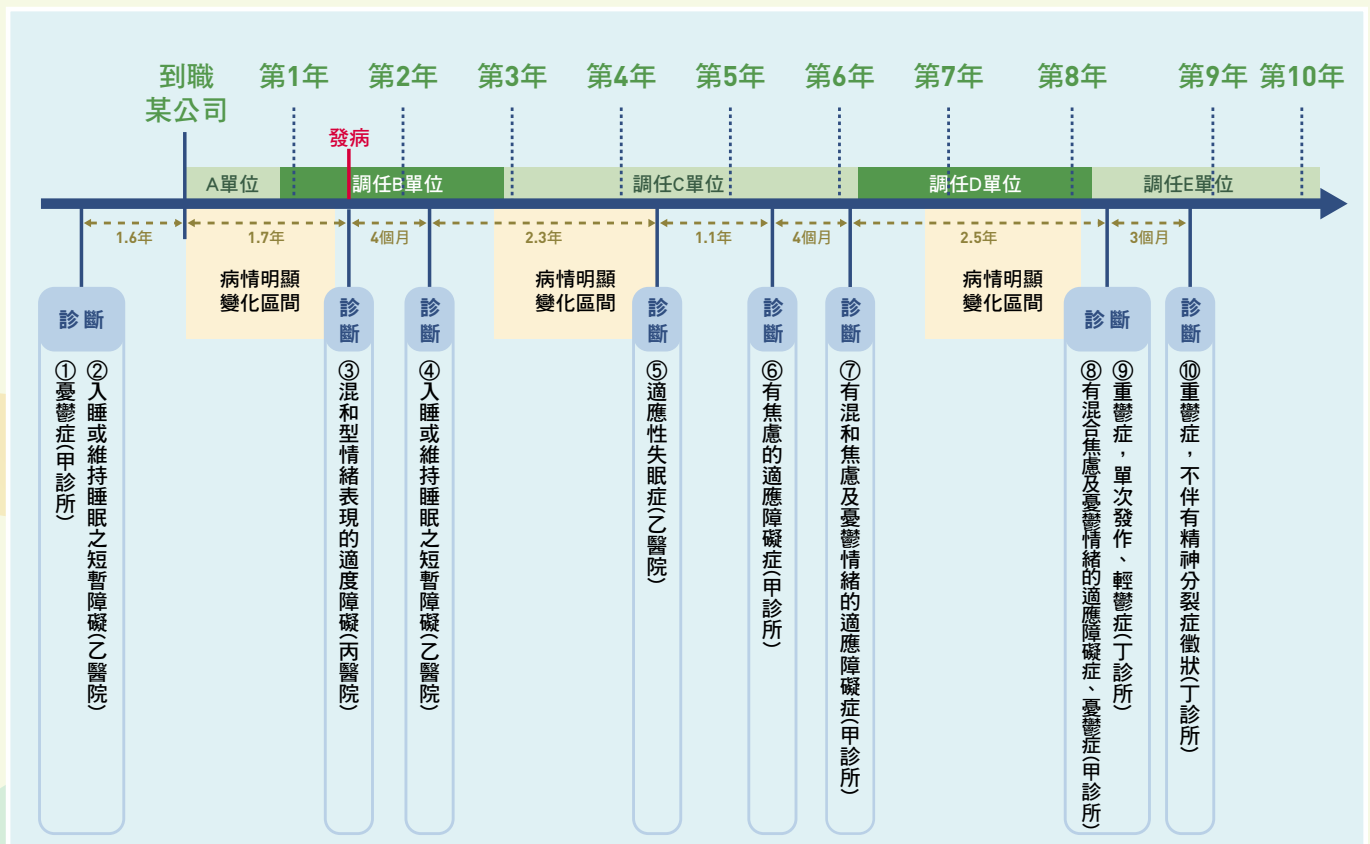 到職
某公司
第1年
第2年
第3年
第4年
第5年
第6年
第7年
第8年
第9年
第10年
發病
A單位
調任B單位
調任C單位
調任D單位
調任E單位
1.6年
1.7年
4個月
2.3年
1.1年
4個月
2.5年
3個月
病情明顯
變化區間
病情明顯
變化區間
病情明顯
變化區間
診斷
①憂鬱症(甲診所)
②入睡或維持睡眠之短暫障礙(乙醫院)
診斷
③混和型情緒表現的適度障礙(丙醫院)
診斷
④入睡或維持睡眠之短暫障礙(乙醫院)
診斷
⑤適應性失眠症(乙醫院)
診斷
⑥有焦慮的適應障礙症(甲診所)
診斷
⑦有混和焦慮及憂鬱情緒的適應障礙症(甲診所)
診斷
⑧有混合焦慮及憂鬱情緒的適應障礙症、憂鬱症(甲診所)
⑨重鬱症，單次發作、輕鬱症(丁診所)
診斷
⑩重鬱症，不伴有精神分裂症徵狀(丁診所)